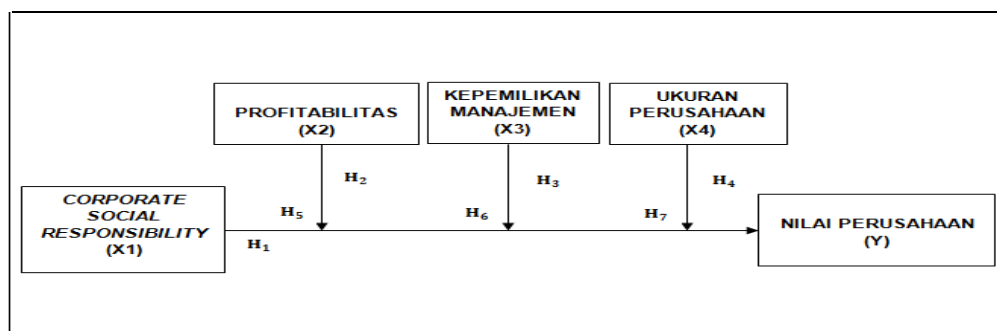 PROFITABILITAS
(X2)
KEPEMILIKAN
MANAJEMEN
(X3)
UKURAN
PERUSAHAAN
(X4)
H₂
H₃
H₄
CORPORATE
SOCIAL
RESPONSIBILITY
(X1)
H₅
H₆
H₇
H₁
NILAI PERUSAHAAN
(Y)